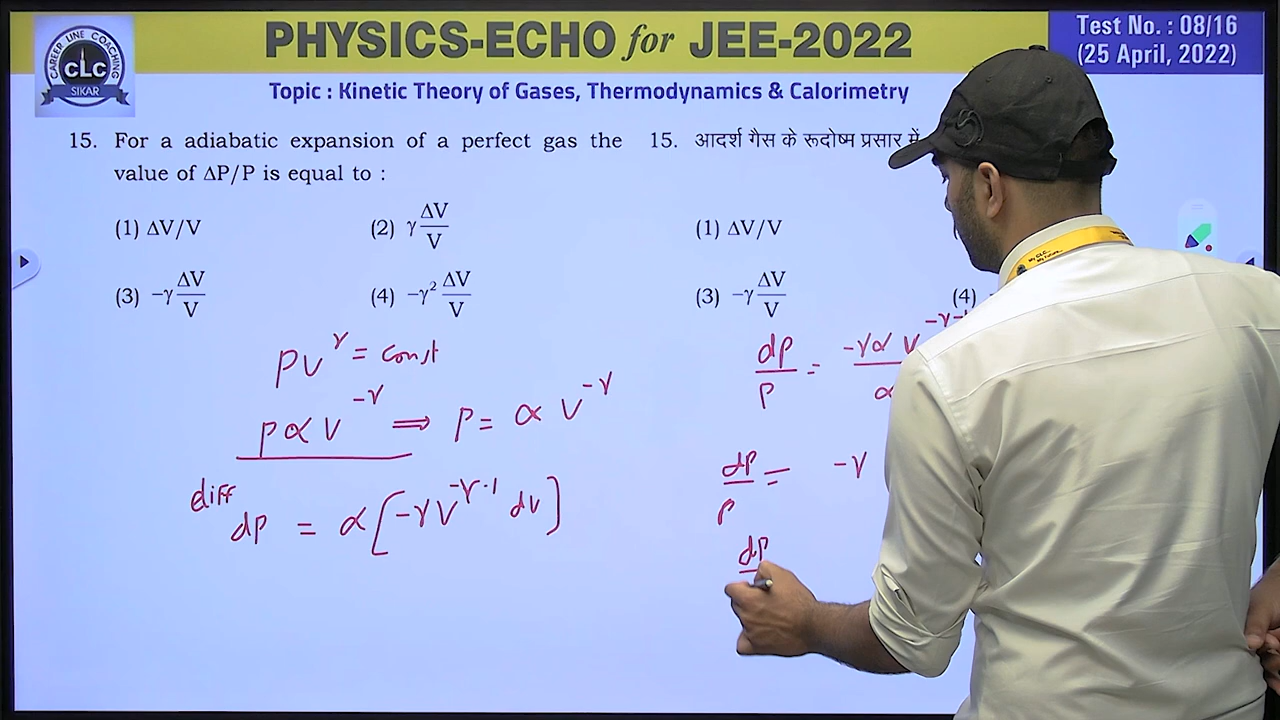 PHYSICS-ECHO for JEE-2022
Test No. : 08/16
(25 April, 2022)
CAREER LINE COACHING
CLC
SIKAR
Topic : Kinetic Theory of Gases, Thermodynamics & Calorimetry
15. For a adiabatic expansion of a perfect gas the
value of ΔP/P is equal to :
(1) ΔV/V
(2) γ ΔV/V
(3) −γ ΔV/V
(4) −γ² ΔV/V
15. आदर्श गैस के रूदोष्म प्रसार में
(1) ΔV/V
(3) −γ ΔV/V
(4)
PV^γ = const
P ∝ V^-γ ⇒ P = ∝ V^-γ
diff
dP = ∝[-γV^-γ-1 dV]
dP/P = -γ∝ V^-γ-1/∝
dP/P = -γ
dP